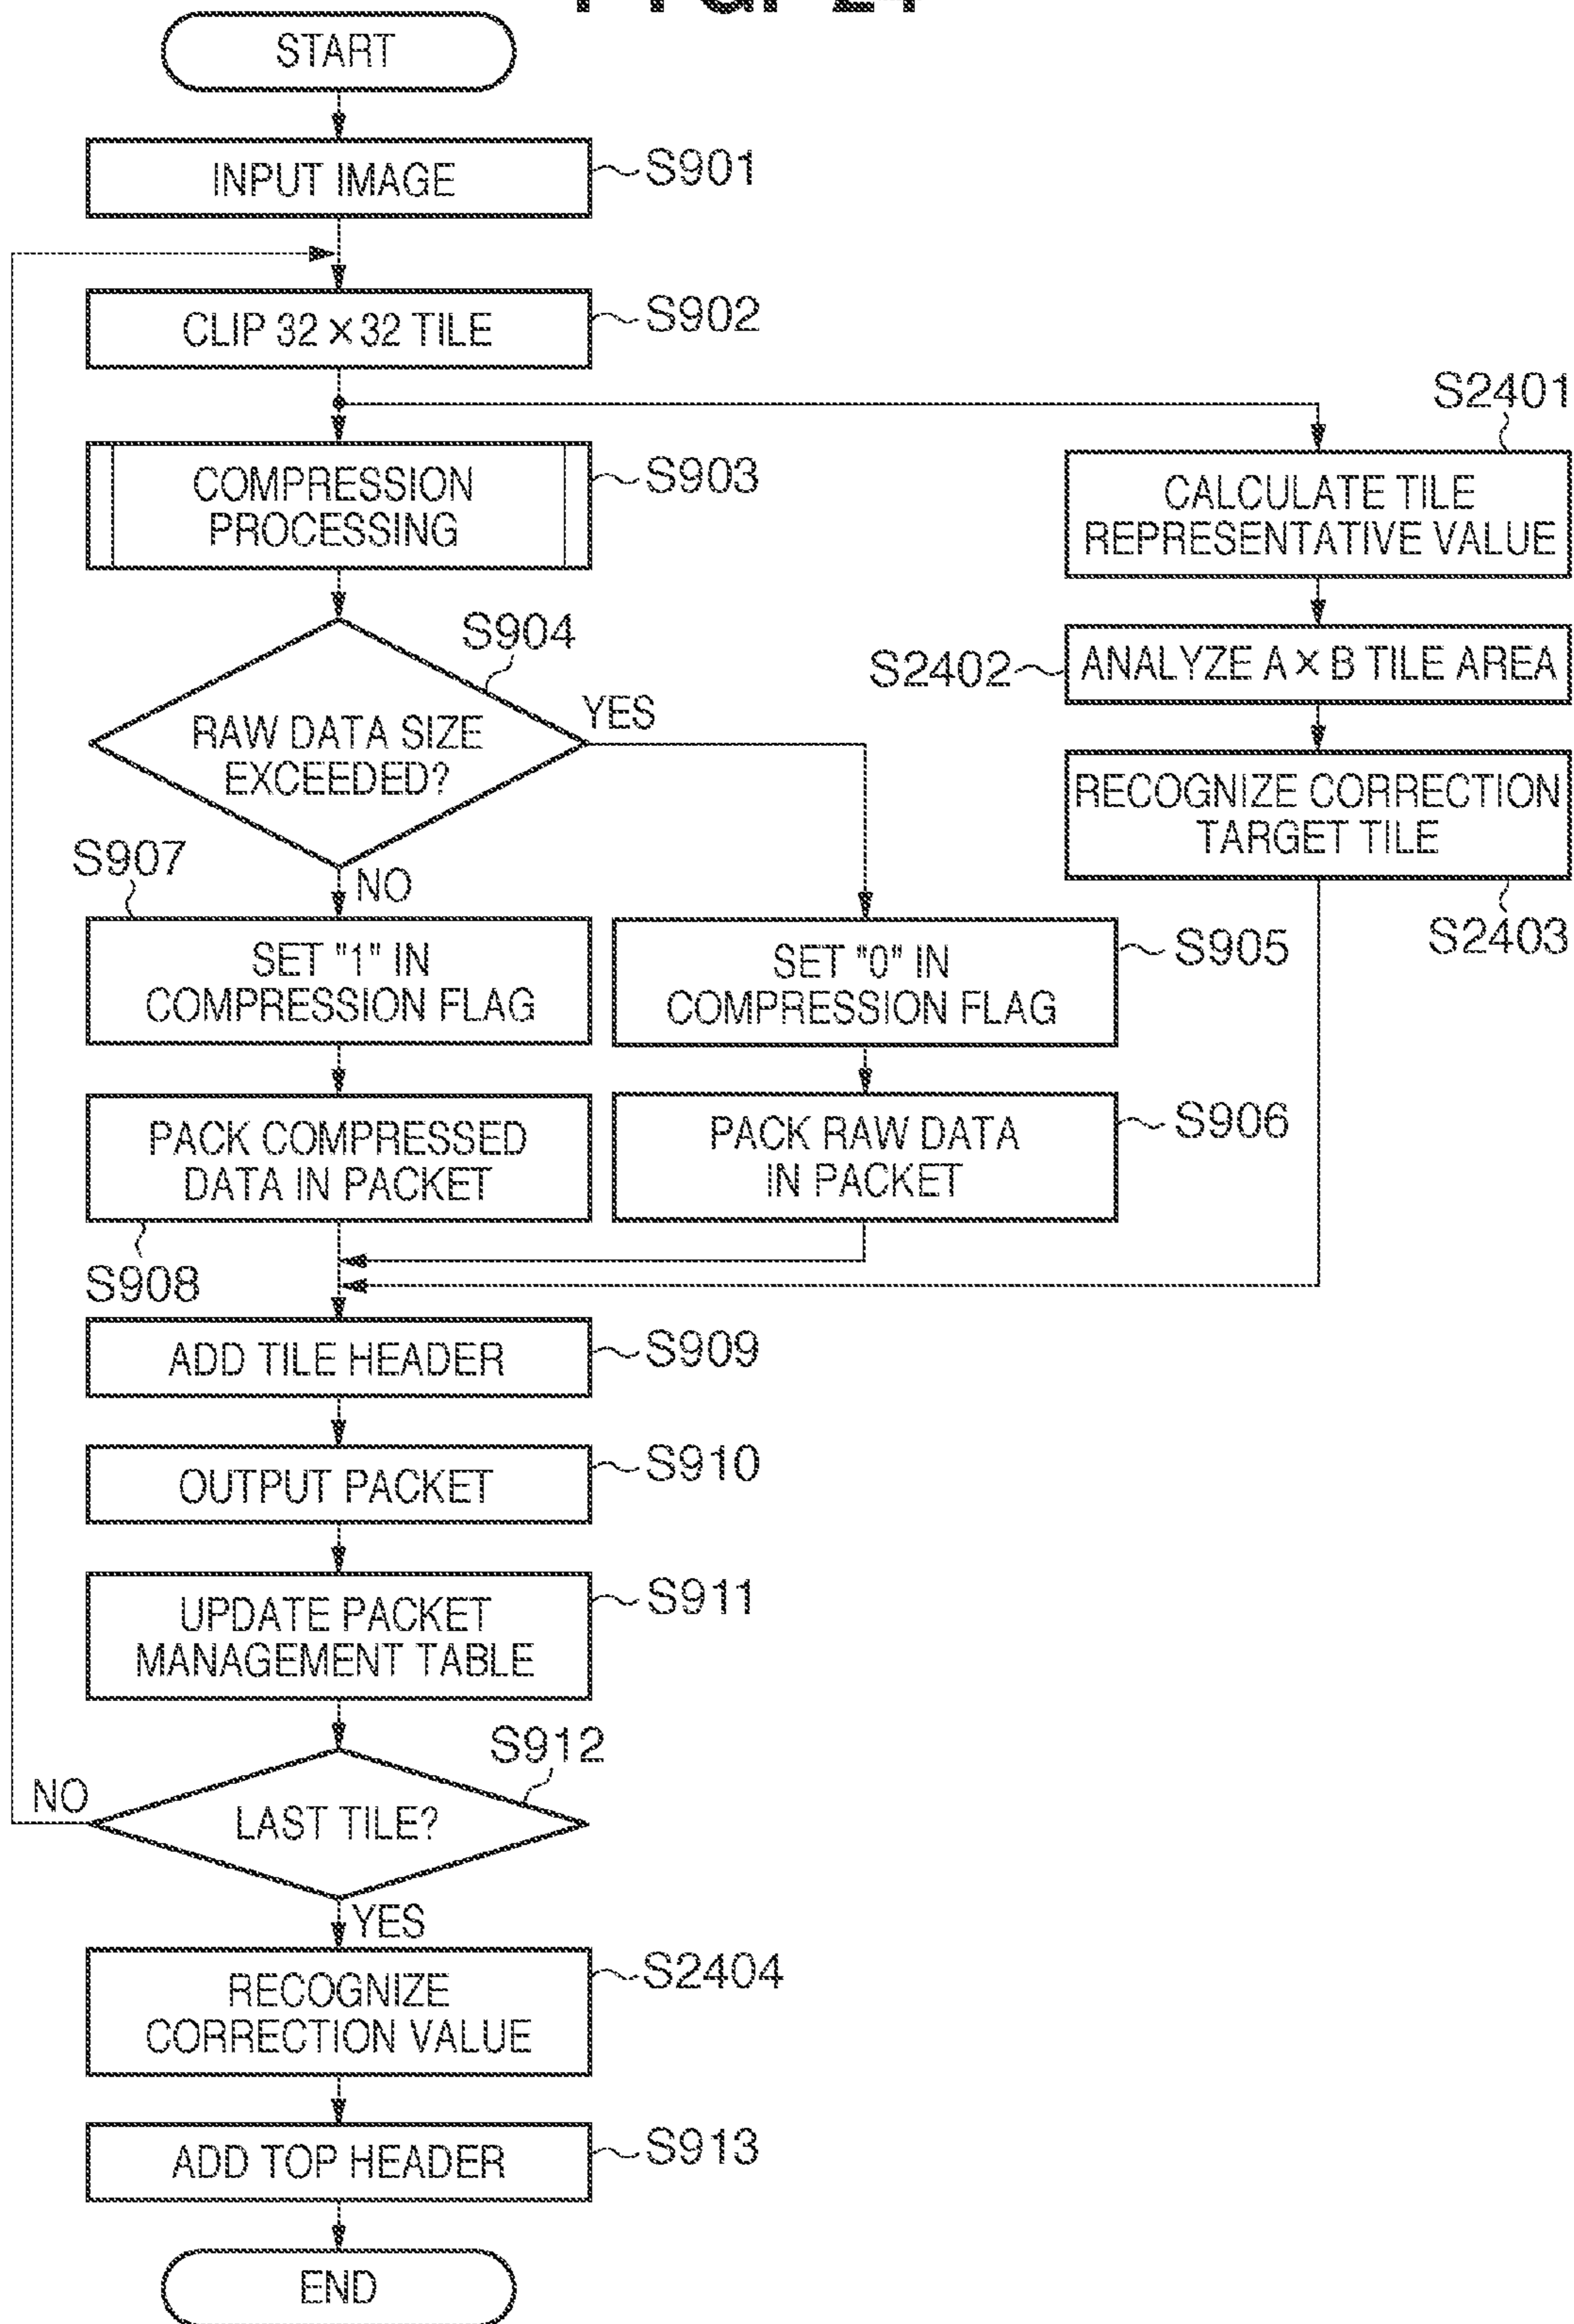 START
INPUT IMAGE
S901
CLIP 32 × 32 TILE
S902
S2401
COMPRESSION
PROCESSING
S903
CALCULATE TILE
REPRESENTATIVE VALUE
S904
S2402
ANALYZE A × B TILE AREA
RAW DATA SIZE
EXCEEDED?
YES
RECOGNIZE CORRECTION
TARGET TILE
S907
NO
S2403
SET "1" IN
COMPRESSION FLAG
SET "0" IN
COMPRESSION FLAG
S905
PACK COMPRESSED
DATA IN PACKET
PACK RAW DATA
IN PACKET
S906
S908
ADD TILE HEADER
S909
OUTPUT PACKET
S910
UPDATE PACKET
MANAGEMENT TABLE
S911
S912
NO
LAST TILE?
YES
RECOGNIZE
CORRECTION VALUE
S2404
ADD TOP HEADER
S913
END